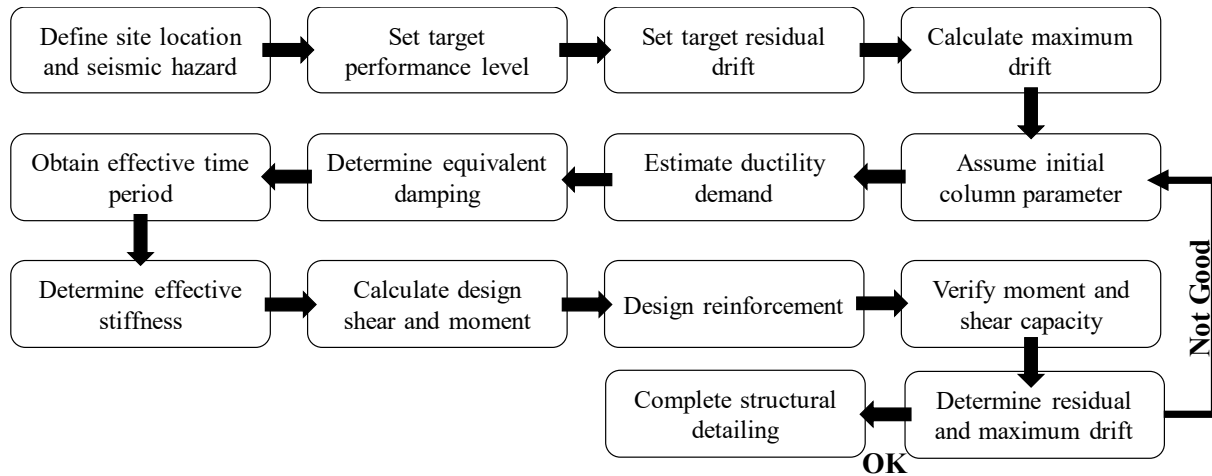 Define site location
and seismic hazard
Set target
performance level
Set target residual
drift
Calculate maximum
drift
Assume initial
column parameter
Estimate ductility
demand
Determine equivalent
damping
Obtain effective time
period
Determine effective
stiffness
Calculate design
shear and moment
Design reinforcement
Verify moment and
shear capacity
Determine residual
and maximum drift
Not Good
OK
Complete structural
detailing